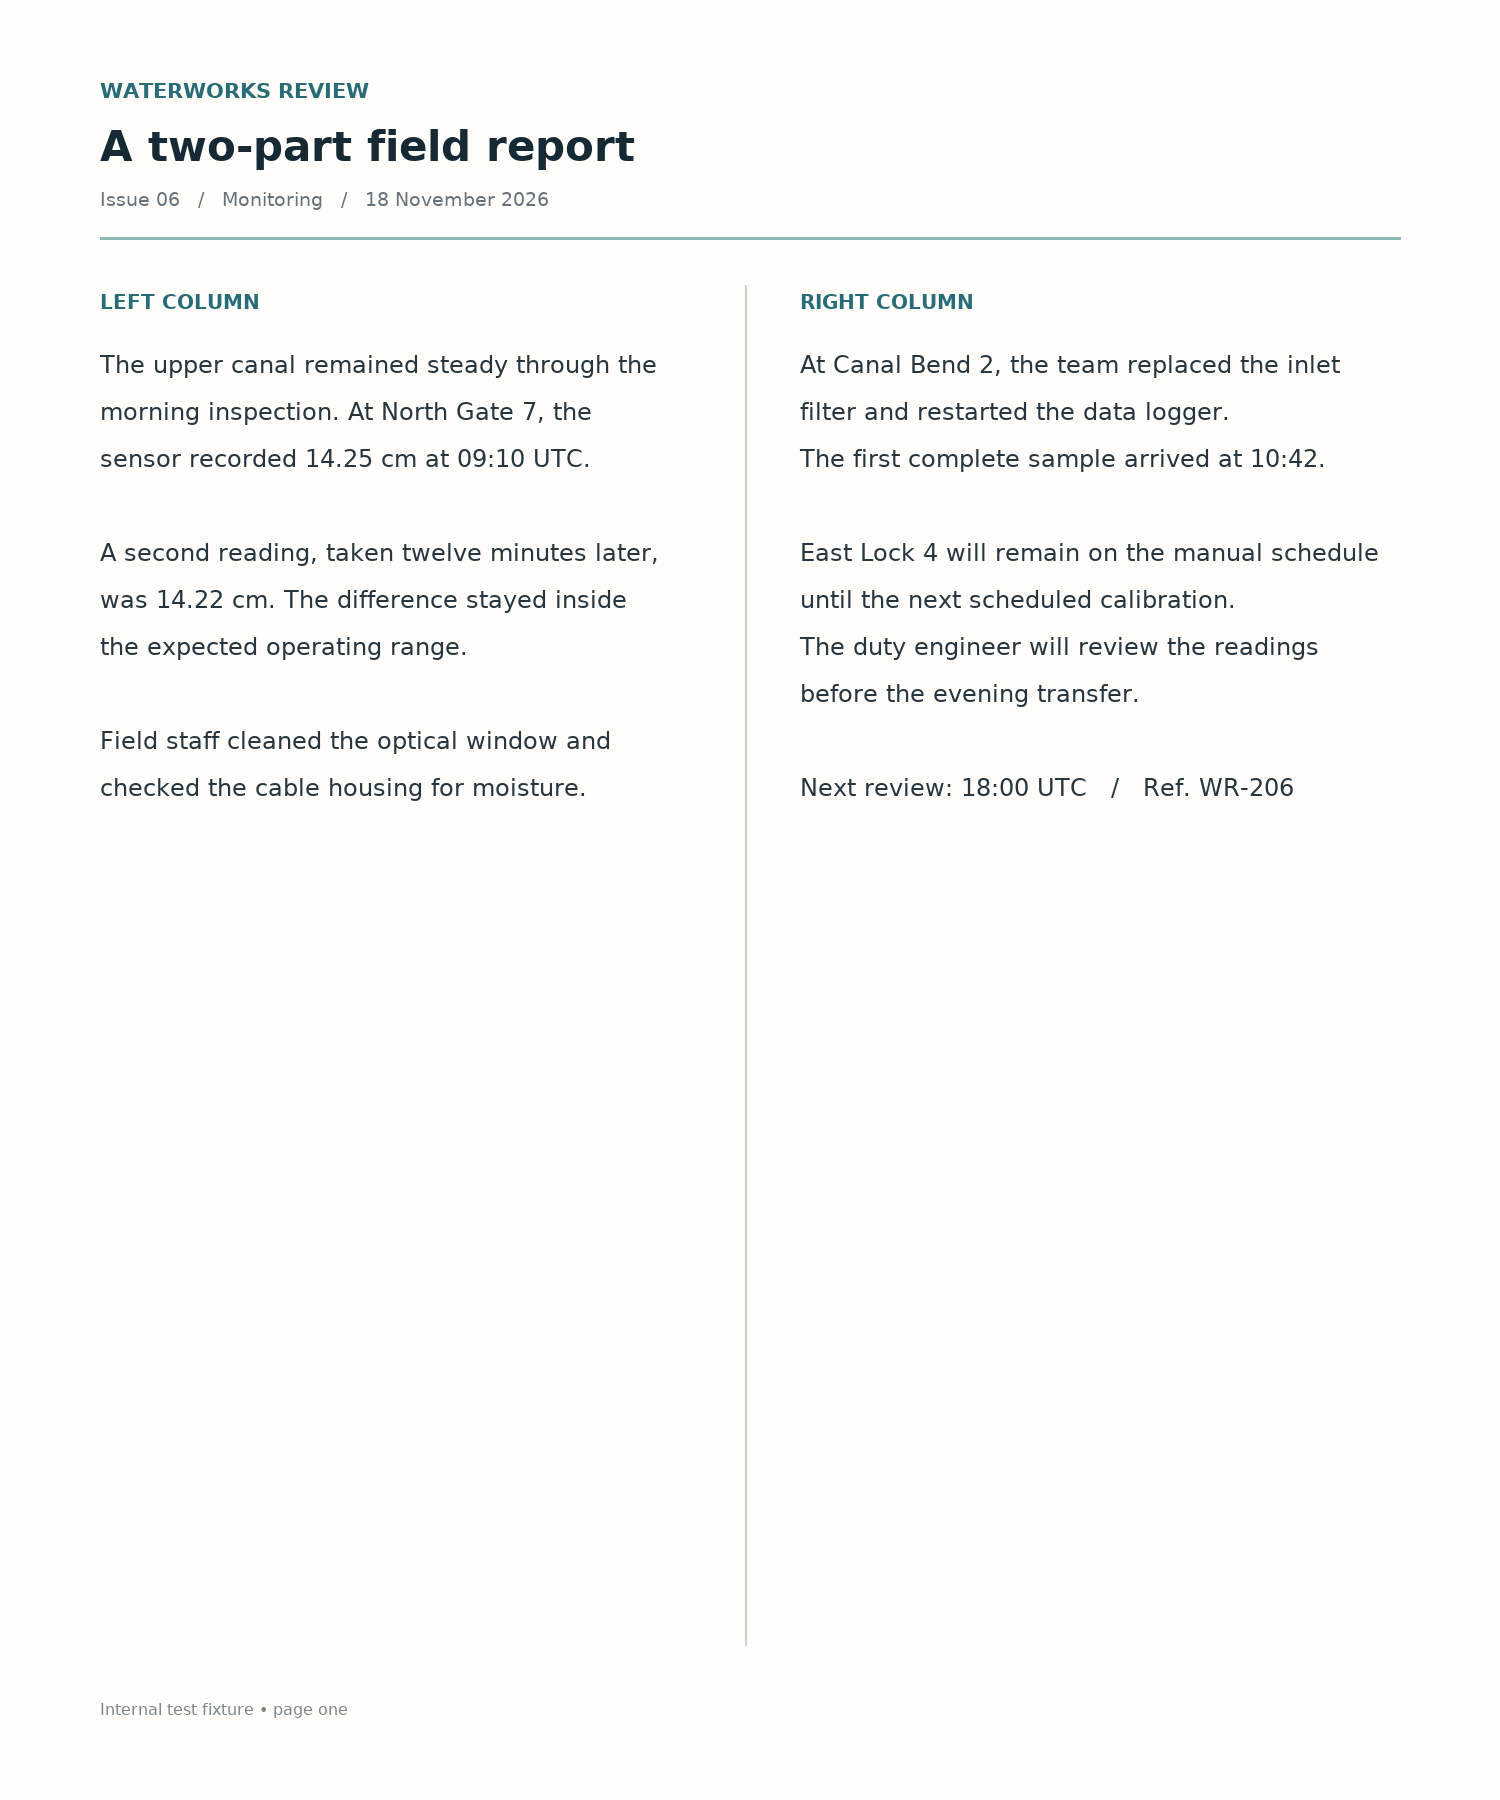 WATERWORKS REVIEW
A two-part field report
Issue 06 / Monitoring / 18 November 2026
LEFT COLUMN
The upper canal remained steady through the
morning inspection. At North Gate 7, the
sensor recorded 14.25 cm at 09:10 UTC.
A second reading, taken twelve minutes later,
was 14.22 cm. The difference stayed inside
the expected operating range.
Field staff cleaned the optical window and
checked the cable housing for moisture.
RIGHT COLUMN
At Canal Bend 2, the team replaced the inlet
filter and restarted the data logger.
The first complete sample arrived at 10:42.
East Lock 4 will remain on the manual schedule
until the next scheduled calibration.
The duty engineer will review the readings
before the evening transfer.
Next review: 18:00 UTC / Ref. WR-206
Internal test fixture • page one